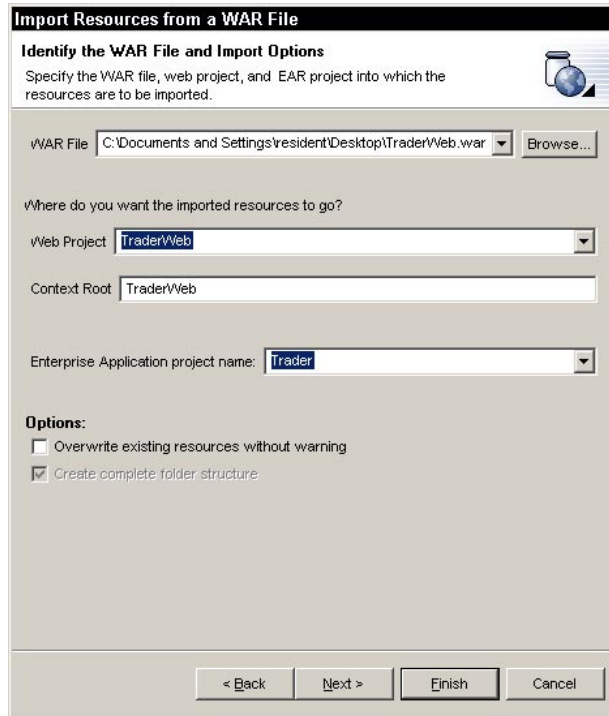 Import Resources from a WAR File
Identify the WAR File and Import Options
Specify the WAR file, web project, and EAR project into which the
resources are to be imported.
WAR File C:\Documents and Settings\resident\Desktop\TraderWeb.war Browse...
Where do you want the imported resources to go?
Web Project TraderWeb
Context Root TraderWeb
Enterprise Application project name: Trader
Options:
Overwrite existing resources without warning
Create complete folder structure
< Back Next > Finish Cancel